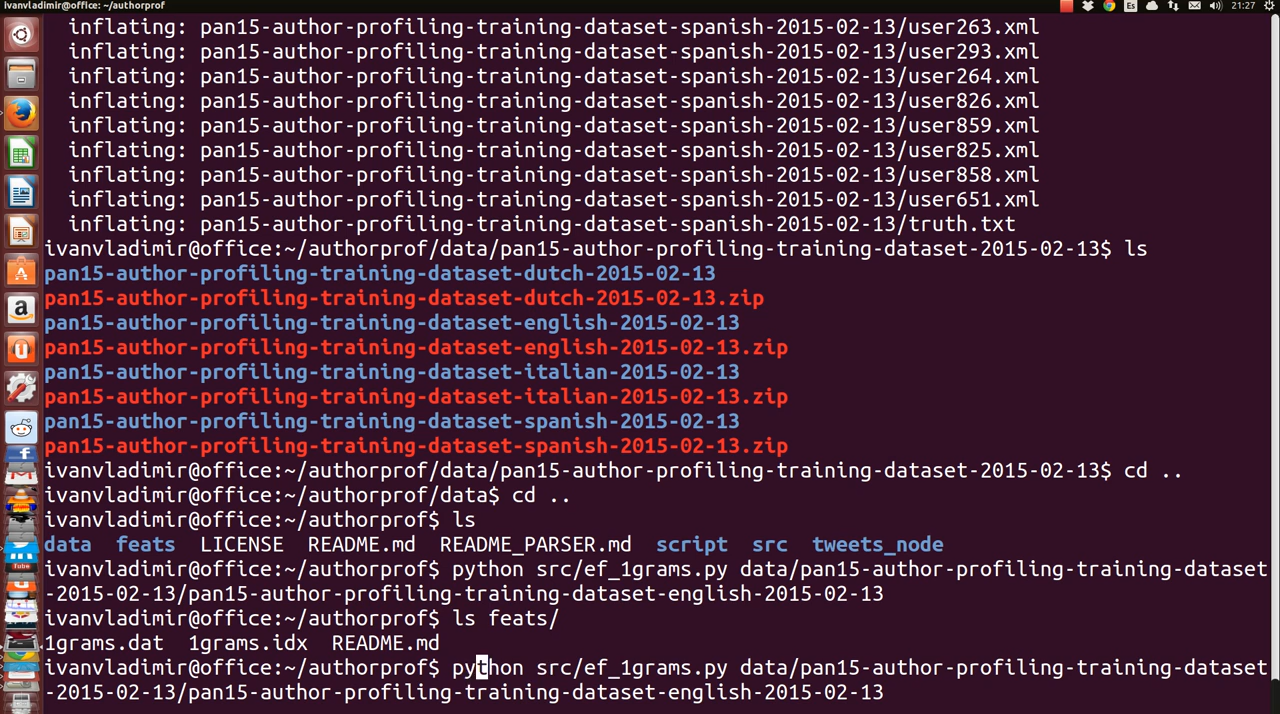 ivanvladimir@office: ~/authorprof
Es
21:27
inflating: pan15-author-profiling-training-dataset-spanish-2015-02-13/user263.xml
inflating: pan15-author-profiling-training-dataset-spanish-2015-02-13/user293.xml
inflating: pan15-author-profiling-training-dataset-spanish-2015-02-13/user264.xml
inflating: pan15-author-profiling-training-dataset-spanish-2015-02-13/user826.xml
inflating: pan15-author-profiling-training-dataset-spanish-2015-02-13/user859.xml
inflating: pan15-author-profiling-training-dataset-spanish-2015-02-13/user825.xml
inflating: pan15-author-profiling-training-dataset-spanish-2015-02-13/user858.xml
inflating: pan15-author-profiling-training-dataset-spanish-2015-02-13/user651.xml
inflating: pan15-author-profiling-training-dataset-spanish-2015-02-13/truth.txt
ivanvladimir@office:~/authorprof/data/pan15-author-profiling-training-dataset-2015-02-13$ ls
pan15-author-profiling-training-dataset-dutch-2015-02-13
pan15-author-profiling-training-dataset-dutch-2015-02-13.zip
pan15-author-profiling-training-dataset-english-2015-02-13
pan15-author-profiling-training-dataset-english-2015-02-13.zip
pan15-author-profiling-training-dataset-italian-2015-02-13
pan15-author-profiling-training-dataset-italian-2015-02-13.zip
pan15-author-profiling-training-dataset-spanish-2015-02-13
pan15-author-profiling-training-dataset-spanish-2015-02-13.zip
ivanvladimir@office:~/authorprof/data/pan15-author-profiling-training-dataset-2015-02-13$ cd ..
ivanvladimir@office:~/authorprof/data$ cd ..
ivanvladimir@office:~/authorprof$ ls
data  feats  LICENSE  README.md  README_PARSER.md  script  src  tweets_node
ivanvladimir@office:~/authorprof$ python src/ef_1grams.py data/pan15-author-profiling-training-dataset
-2015-02-13/pan15-author-profiling-training-dataset-english-2015-02-13
ivanvladimir@office:~/authorprof$ ls feats/
1grams.dat  1grams.idx  README.md
ivanvladimir@office:~/authorprof$ python src/ef_1grams.py data/pan15-author-profiling-training-dataset
-2015-02-13/pan15-author-profiling-training-dataset-english-2015-02-13